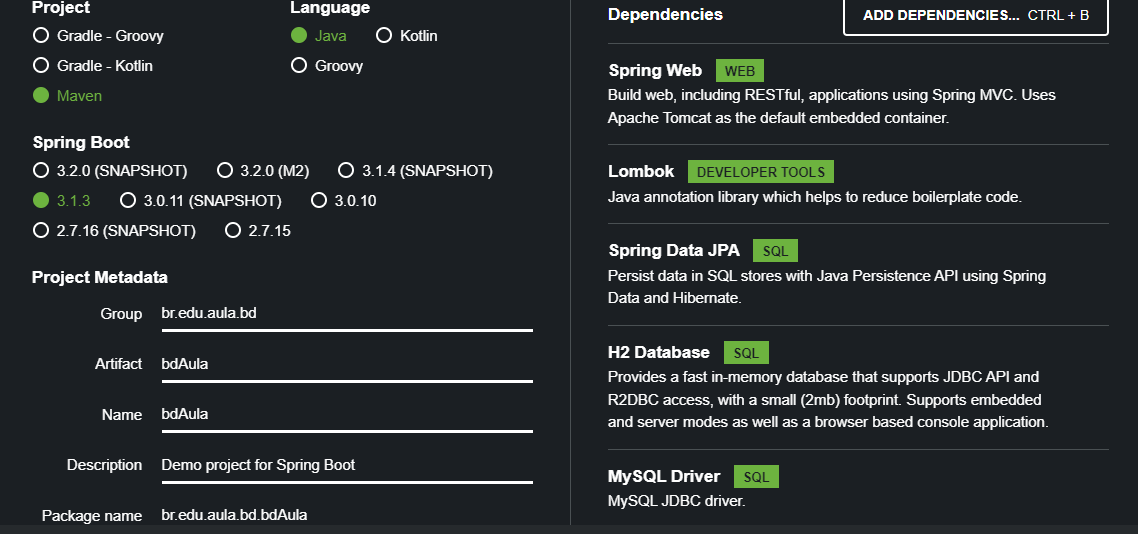 Project
Gradle - Groovy
Gradle - Kotlin
Maven
Language
Java Kotlin
Groovy
Spring Boot
3.2.0 (SNAPSHOT) 3.2.0 (M2) 3.1.4 (SNAPSHOT)
3.1.3 3.0.11 (SNAPSHOT) 3.0.10
2.7.16 (SNAPSHOT) 2.7.15
Project Metadata
Group br.edu.aula.bd
Artifact bdAula
Name bdAula
Description Demo project for Spring Boot
Package name br.edu.aula.bd.bdAula
Dependencies
ADD DEPENDENCIES... CTRL + B
Spring Web WEB
Build web, including RESTful, applications using Spring MVC. Uses
Apache Tomcat as the default embedded container.
Lombok DEVELOPER TOOLS
Java annotation library which helps to reduce boilerplate code.
Spring Data JPA SQL
Persist data in SQL stores with Java Persistence API using Spring
Data and Hibernate.
H2 Database SQL
Provides a fast in-memory database that supports JDBC API and
R2DBC access, with a small (2mb) footprint. Supports embedded
and server modes as well as a browser based console application.
MySQL Driver SQL
MySQL JDBC driver.